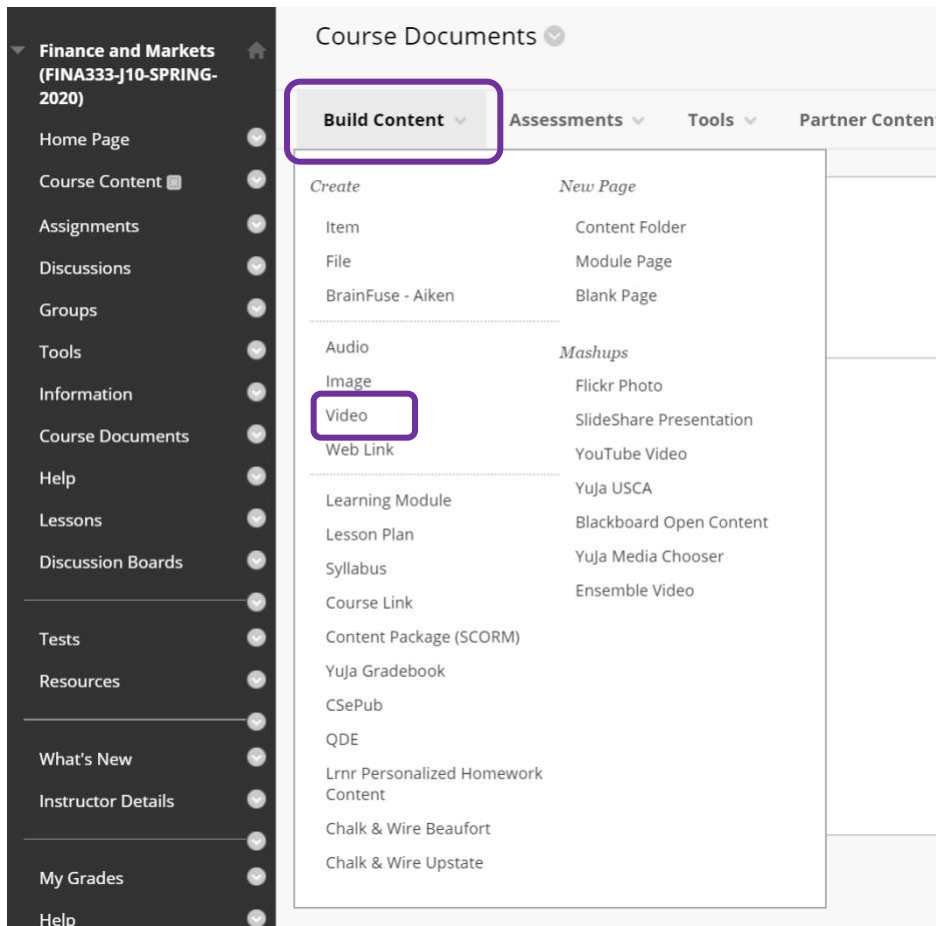 Finance and Markets
(FINA333-J10-SPRING-
2020)
Home Page
Course Content
Assignments
Discussions
Groups
Tools
Information
Course Documents
Help
Lessons
Discussion Boards
Tests
Resources
What's New
Instructor Details
My Grades
Help
Course Documents
Build Content
Assessments
Tools
Partner Content
Create
Item
File
BrainFuse - Aiken
Audio
Image
Video
Web Link
Learning Module
Lesson Plan
Syllabus
Course Link
Content Package (SCORM)
YuJa Gradebook
CSePub
QDE
Lrnr Personalized Homework
Content
Chalk & Wire Beaufort
Chalk & Wire Upstate
New Page
Content Folder
Module Page
Blank Page
Mashups
Flickr Photo
SlideShare Presentation
YouTube Video
YuJa USCA
Blackboard Open Content
YuJa Media Chooser
Ensemble Video